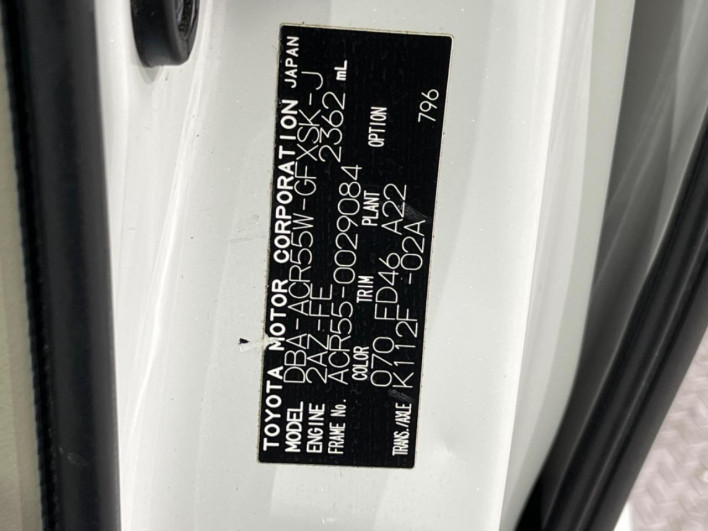 TOYOTA MOTOR CORPORATION JAPAN
MODEL DBA-ACR55W-GFXSK-J
ENGINE 2AZ-FE 2362 mL
FRAME No. ACR55-0029084
COLOR TRIM PLANT OPTION
070 FD46 A22
TRANS./AXLE K112F -02A 796